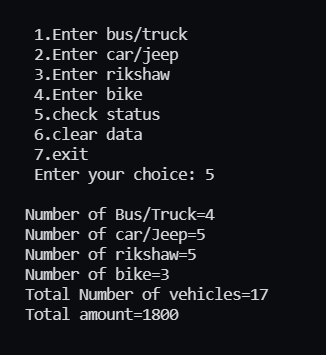 1.Enter bus/truck
2.Enter car/jeep
3.Enter rikshaw
4.Enter bike
5.check status
6.clear data
7.exit
Enter your choice: 5
Number of Bus/Truck=4
Number of car/Jeep=5
Number of rikshaw=5
Number of bike=3
Total Number of vehicles=17
Total amount=1800